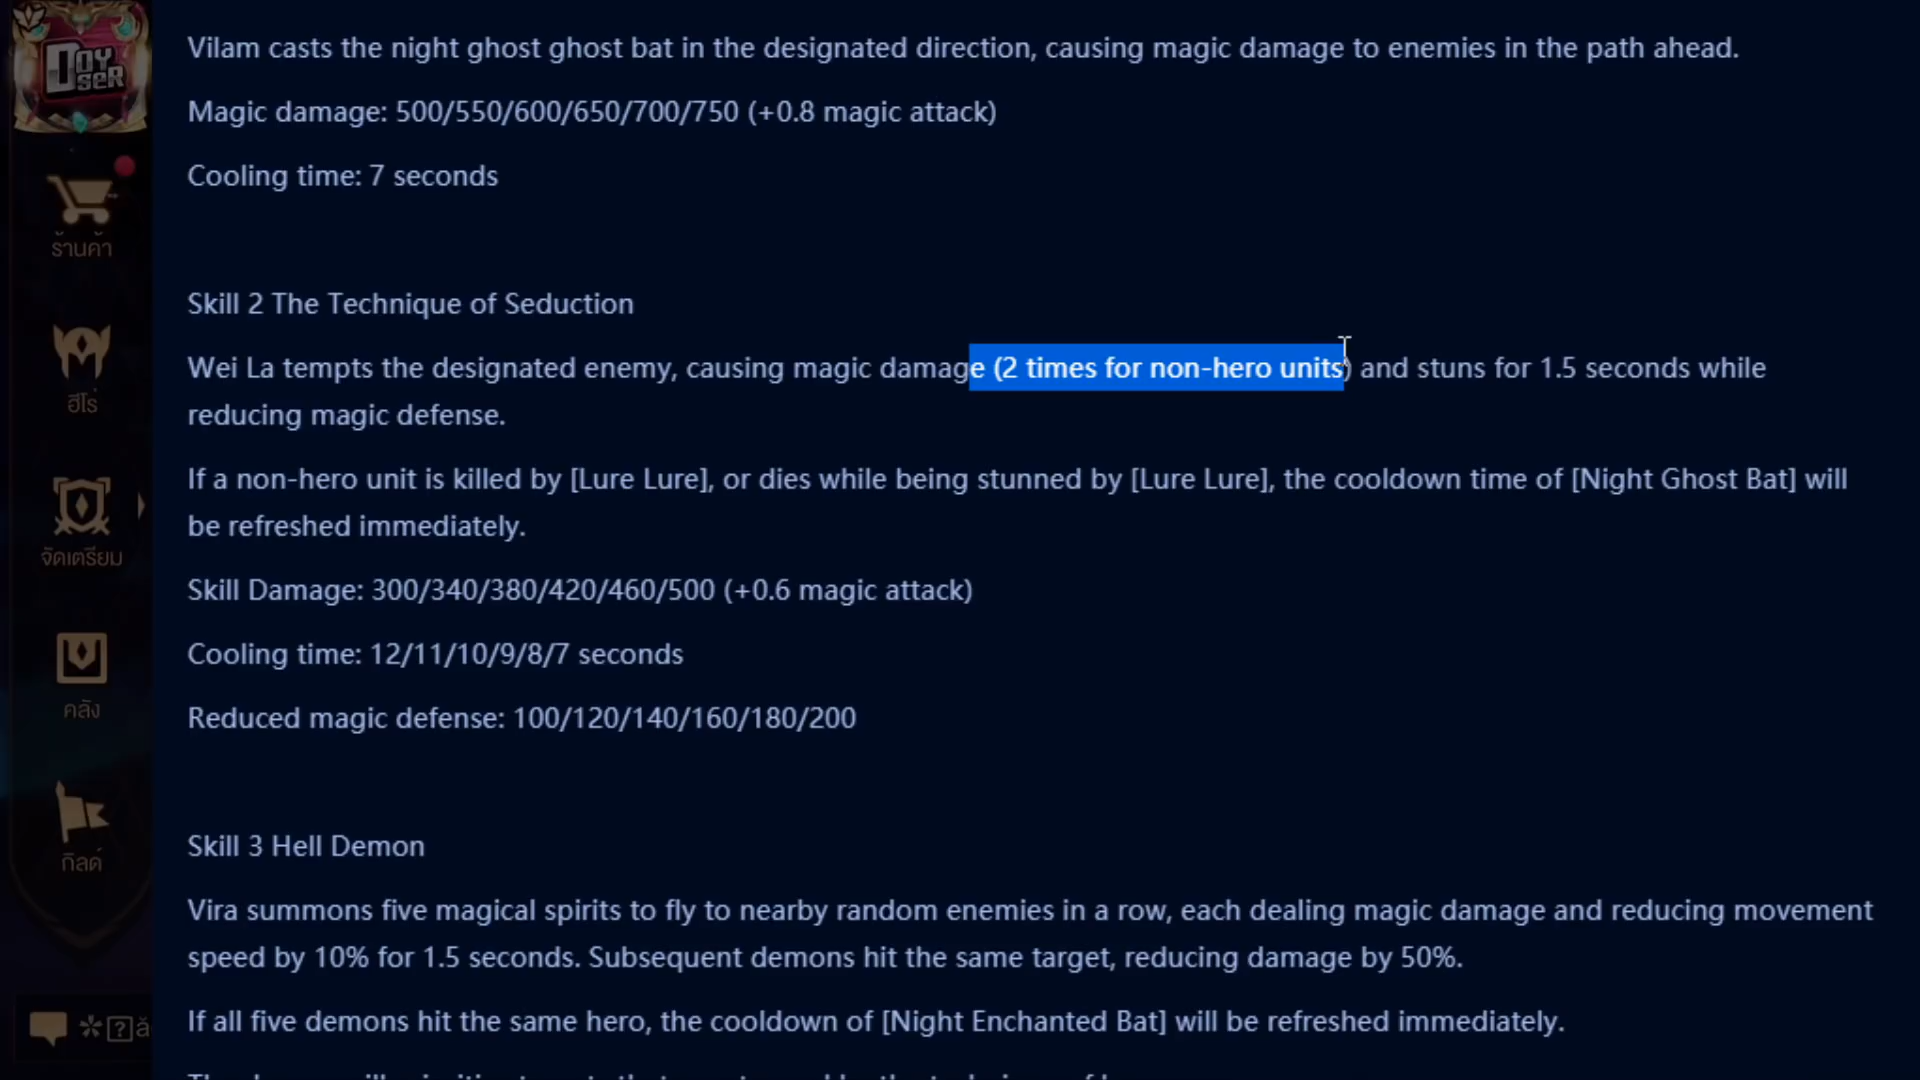 DOY
SER
Vilam casts the night ghost ghost bat in the designated direction, causing magic damage to enemies in the path ahead.
Magic damage: 500/550/600/650/700/750 (+0.8 magic attack)
Cooling time: 7 seconds
Skill 2 The Technique of Seduction
Wei La tempts the designated enemy, causing magic damage (2 times for non-hero units) and stuns for 1.5 seconds while
reducing magic defense.
If a non-hero unit is killed by [Lure Lure], or dies while being stunned by [Lure Lure], the cooldown time of [Night Ghost Bat] will
be refreshed immediately.
Skill Damage: 300/340/380/420/460/500 (+0.6 magic attack)
Cooling time: 12/11/10/9/8/7 seconds
Reduced magic defense: 100/120/140/160/180/200
Skill 3 Hell Demon
Vira summons five magical spirits to fly to nearby random enemies in a row, each dealing magic damage and reducing movement
speed by 10% for 1.5 seconds. Subsequent demons hit the same target, reducing damage by 50%.
If all five demons hit the same hero, the cooldown of [Night Enchanted Bat] will be refreshed immediately.
ร้านค้า
ฮีโร่
จัดเตรียม
คลัง
กิลด์